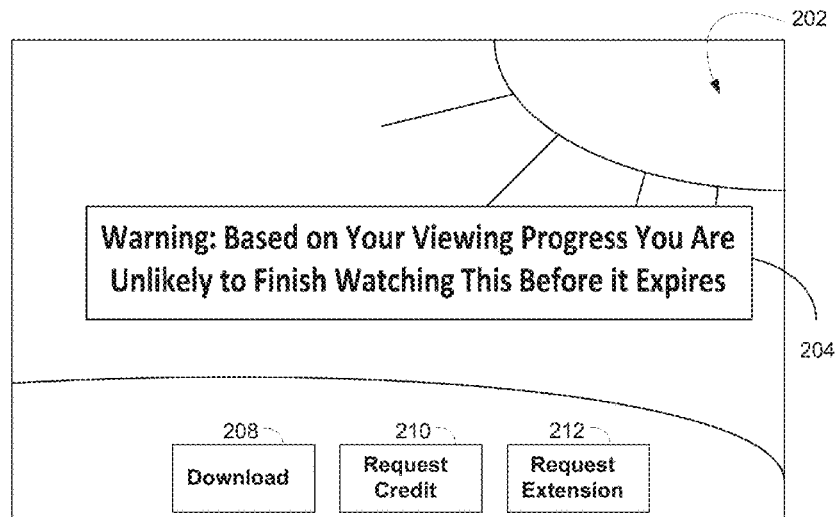 202
Warning: Based on Your Viewing Progress You Are
Unlikely to Finish Watching This Before it Expires
204
208
210
212
Download
Request
Credit
Request
Extension